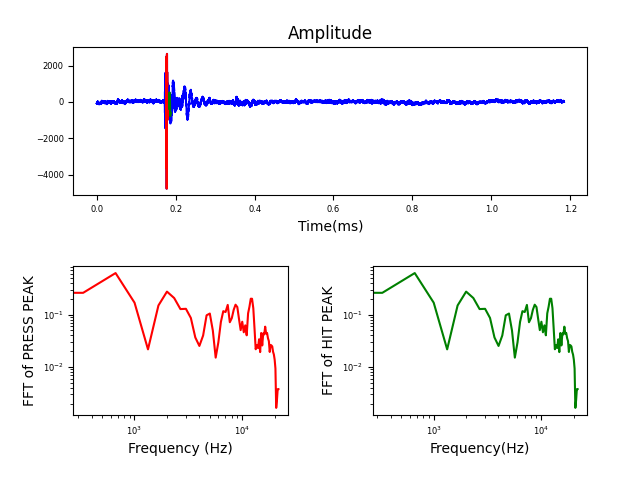 Amplitude
2000
0
−2000
−4000
0.0 0.2 0.4 0.6 0.8 1.0 1.2
Time(ms)
FFT of PRESS PEAK
10⁻¹
10⁻²
10³ 10⁴
Frequency (Hz)
FFT of HIT PEAK
10⁻¹
10⁻²
10³ 10⁴
Frequency(Hz)